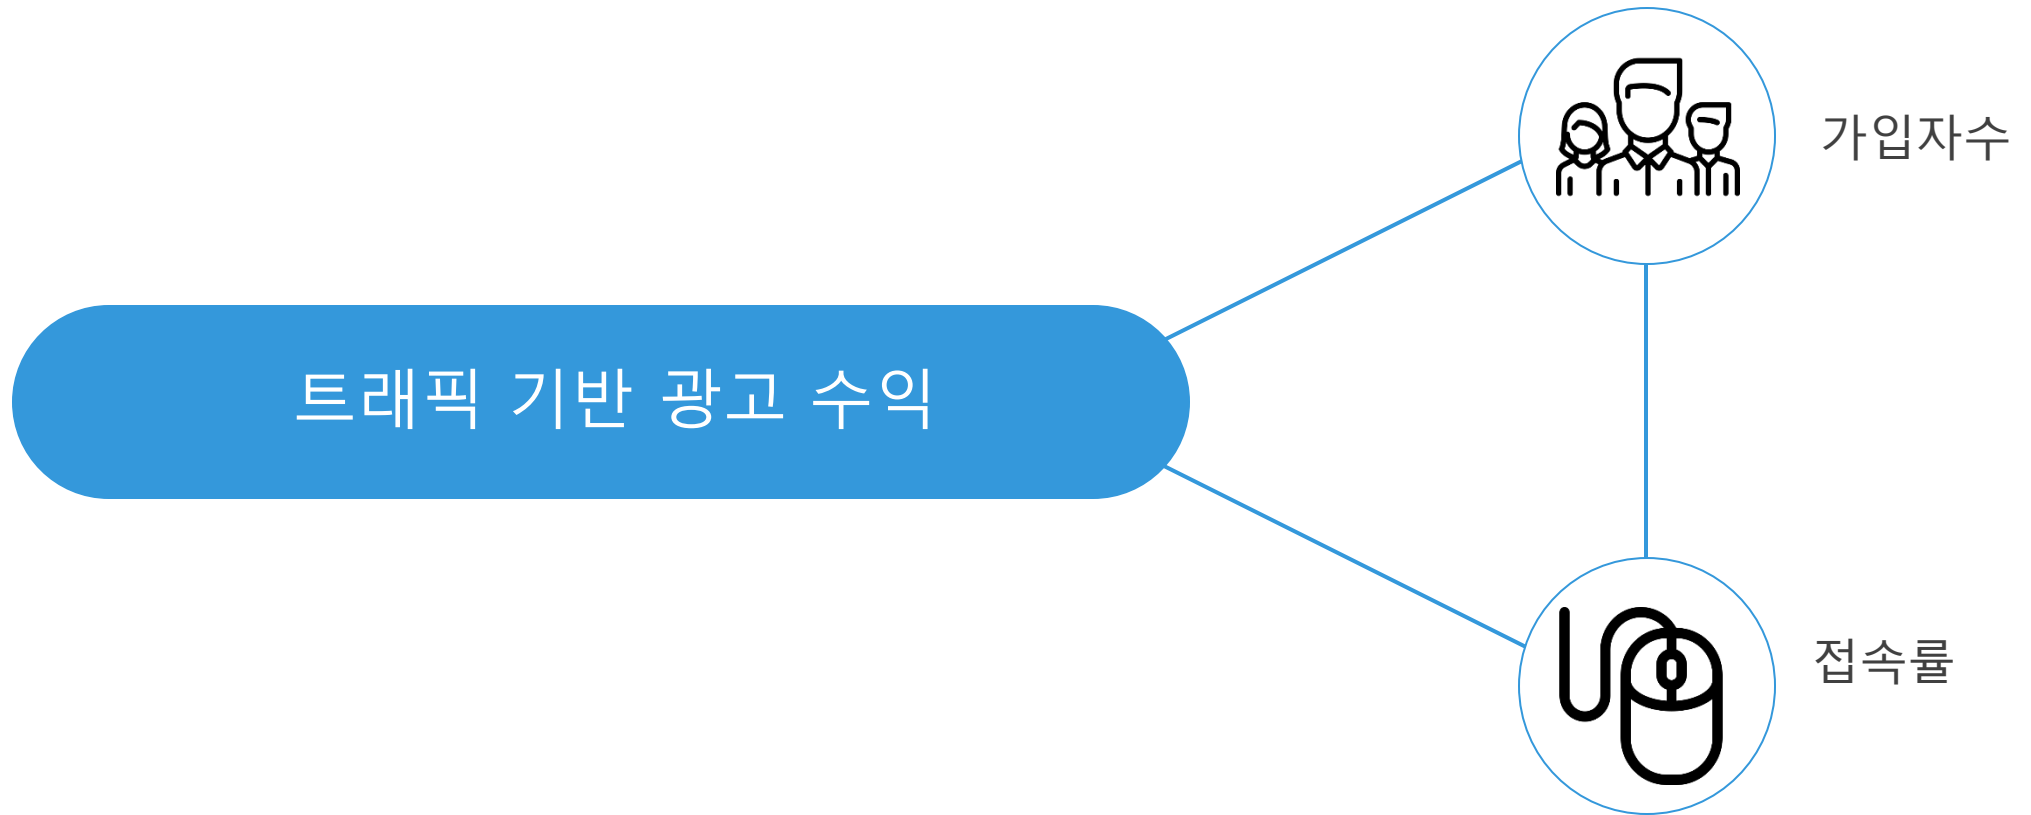 가입자수
트래픽 기반 광고 수익
접속률